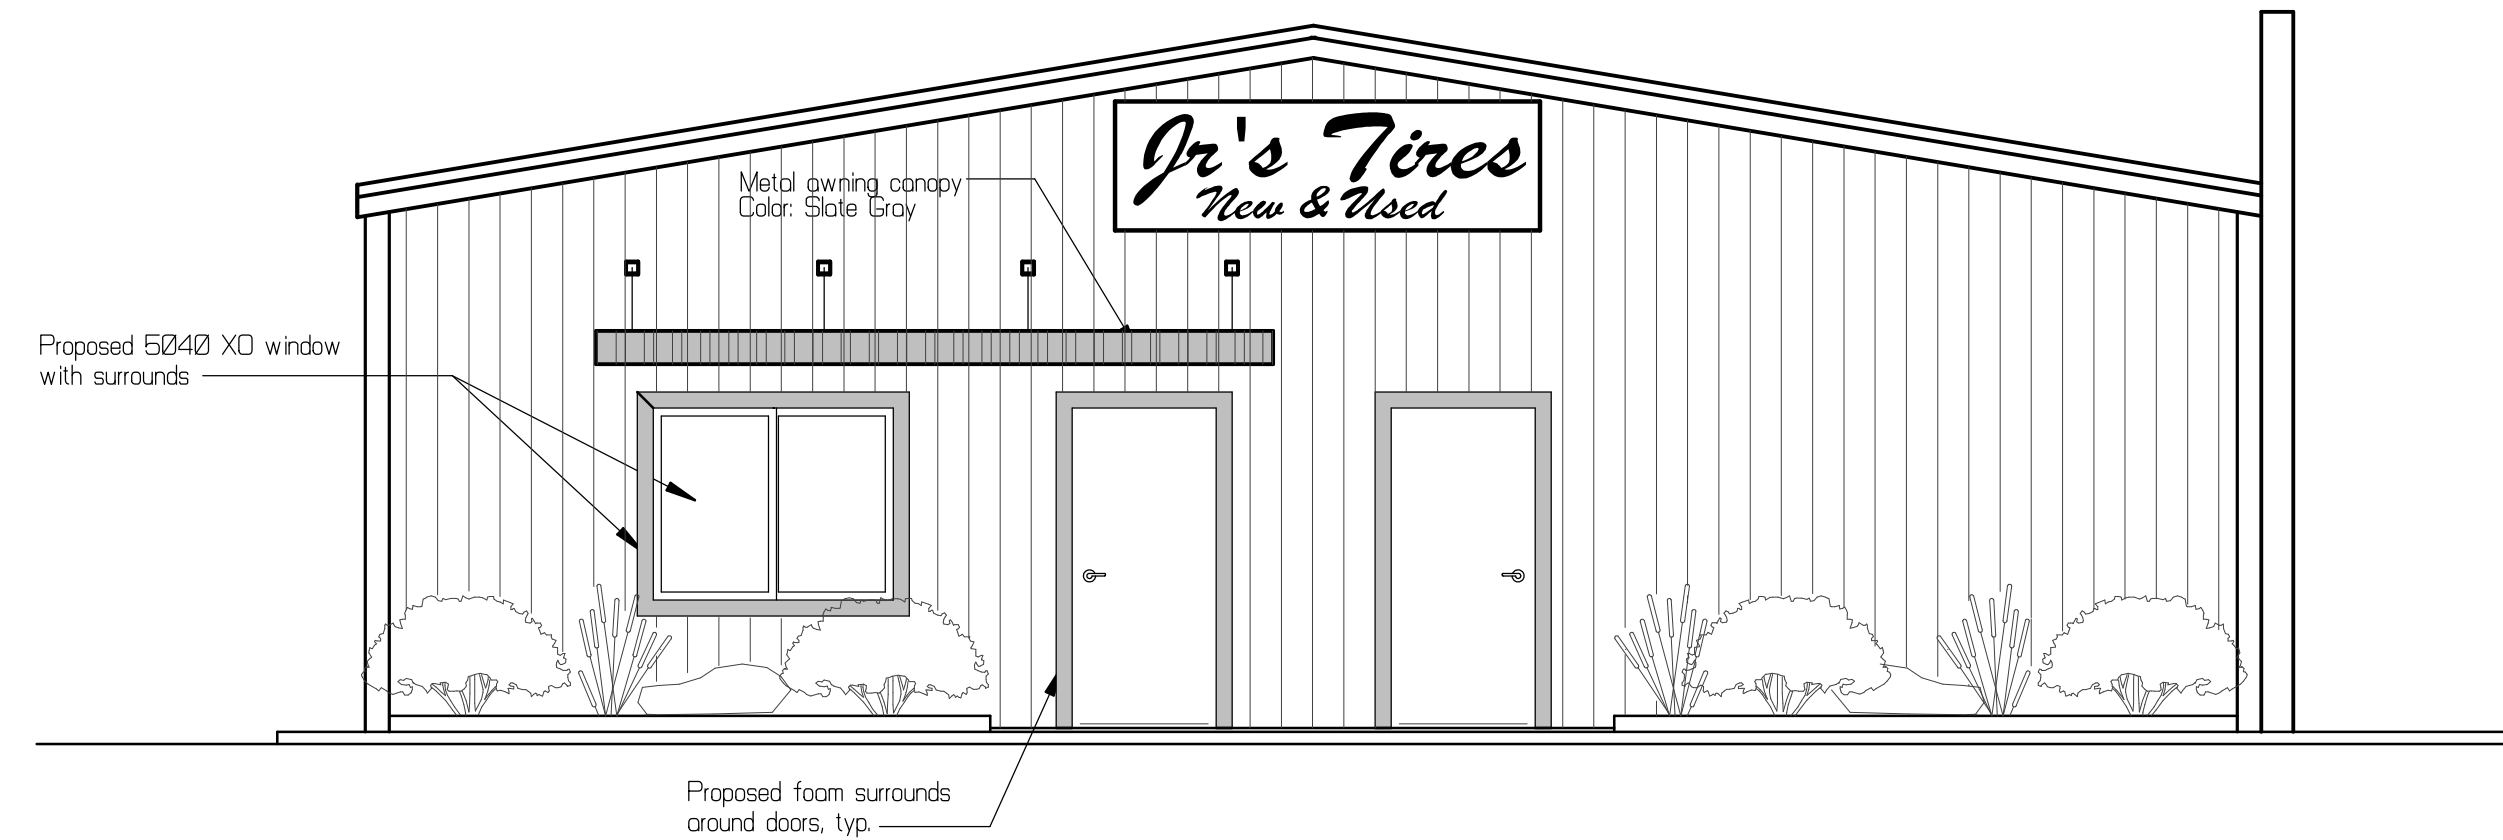 Jr's Tires
New & Used
Metal awning canopy
Color: Slate Gray
Proposed 5040 XO window
with surrounds
Proposed foam surrounds
around doors, typ.